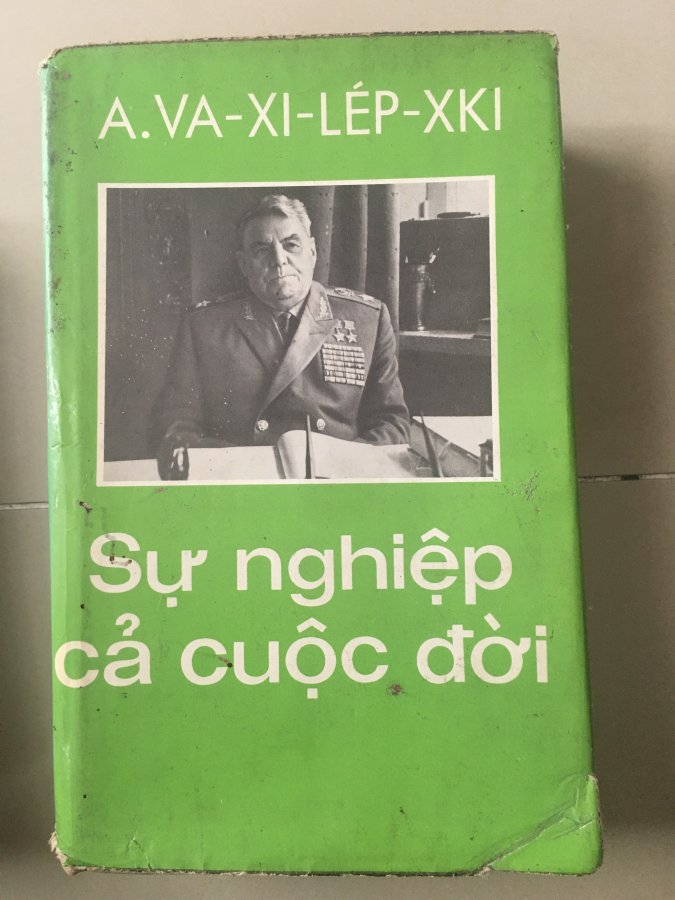 A.VA-XI-LÉP-XKI
Sự nghiệp
cả cuộc đời